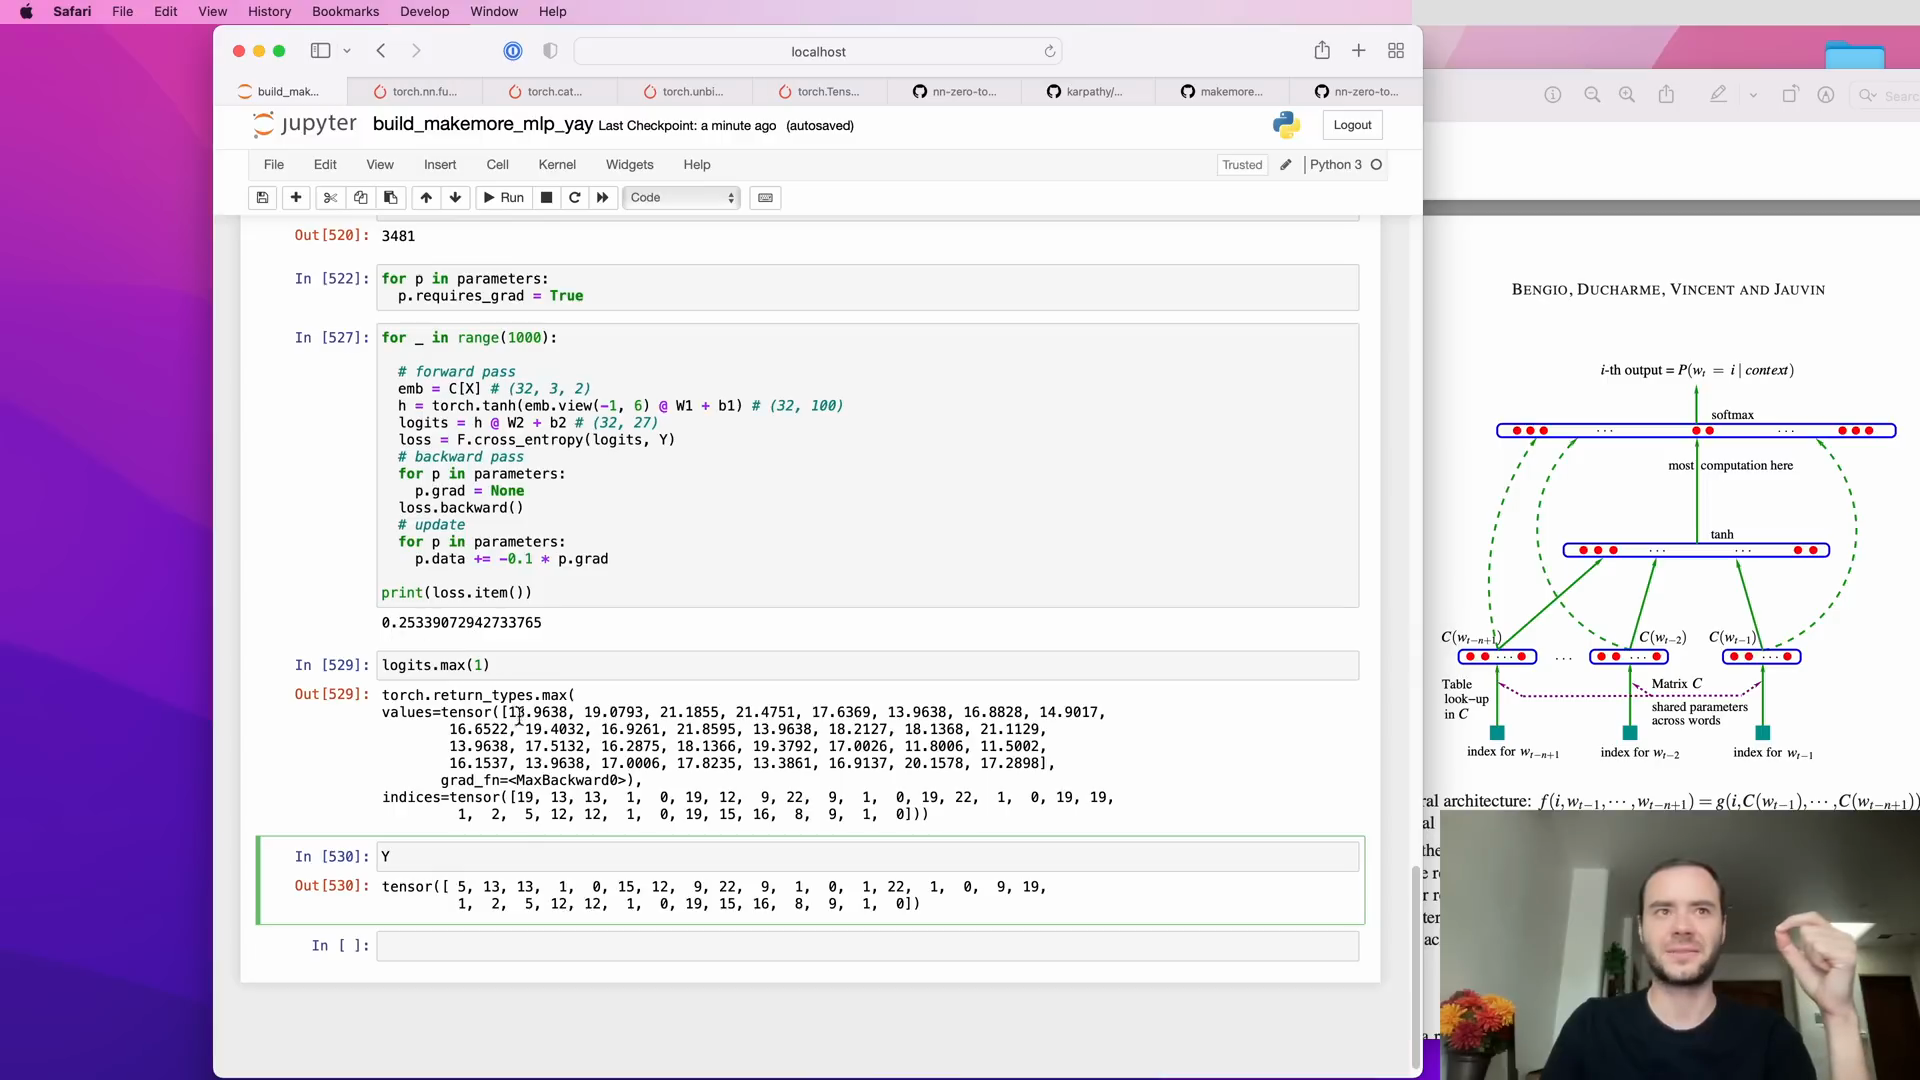 Safari File Edit View History Bookmarks Develop Window Help
localhost
build_mak... torch.nn.fu... torch.cat... torch.unbi... torch.Tens... nn-zero-to... karpathy/... makemore... nn-zero-to...
Search
jupyter build_makemore_mlp_yay Last Checkpoint: a minute ago (autosaved) Logout
File Edit View Insert Cell Kernel Widgets Help Trusted Python 3
Run Code
Out[520]: 3481
In [522]: for p in parameters:
p.requires_grad = True
In [527]: for _ in range(1000):
# forward pass
emb = C[X] # (32, 3, 2)
h = torch.tanh(emb.view(-1, 6) @ W1 + b1) # (32, 100)
logits = h @ W2 + b2 # (32, 27)
loss = F.cross_entropy(logits, Y)
# backward pass
for p in parameters:
p.grad = None
loss.backward()
# update
for p in parameters:
p.data += -0.1 * p.grad
print(loss.item())
0.25339072942733765
In [529]: logits.max(1)
Out[529]: torch.return_types.max(
values=tensor([13.9638, 19.0793, 21.1855, 21.4751, 17.6369, 13.9638, 16.8828, 14.9017,
16.6522, 19.4032, 16.9261, 21.8595, 13.9638, 18.2127, 18.1368, 21.1129,
13.9638, 17.5132, 16.2875, 18.1366, 19.3792, 17.0026, 11.8006, 11.5002,
16.1537, 13.9638, 17.0006, 17.8235, 13.3861, 16.9137, 20.1578, 17.2898],
grad_fn=<MaxBackward0>),
indices=tensor([19, 13, 13, 1, 0, 19, 12, 9, 22, 9, 1, 0, 19, 22, 1, 0, 19, 19,
1, 2, 5, 12, 12, 1, 0, 19, 15, 16, 8, 9, 1, 0]))
In [530]: Y
Out[530]: tensor([ 5, 13, 13, 1, 0, 15, 12, 9, 22, 9, 1, 0, 1, 22, 1, 0, 9, 19,
1, 2, 5, 12, 12, 1, 0, 19, 15, 16, 8, 9, 1, 0])
In [ ]:
BENGIO, DUCHARME, VINCENT AND JAUVIN
i-th output = P(w_t = i | context)
softmax
... ...
most computation here
tanh
... ...
C(w_{t-n+1}) C(w_{t-2}) C(w_{t-1})
... ... ... ...
Table
look-up
in C
Matrix C
shared parameters
across words
index for w_{t-n+1} index for w_{t-2} index for w_{t-1}
ral architecture: f(i, w_{t-1}, ..., w_{t-n+1}) = g(i, C(w_{t-1}), ..., C(w_{t-n+1}))